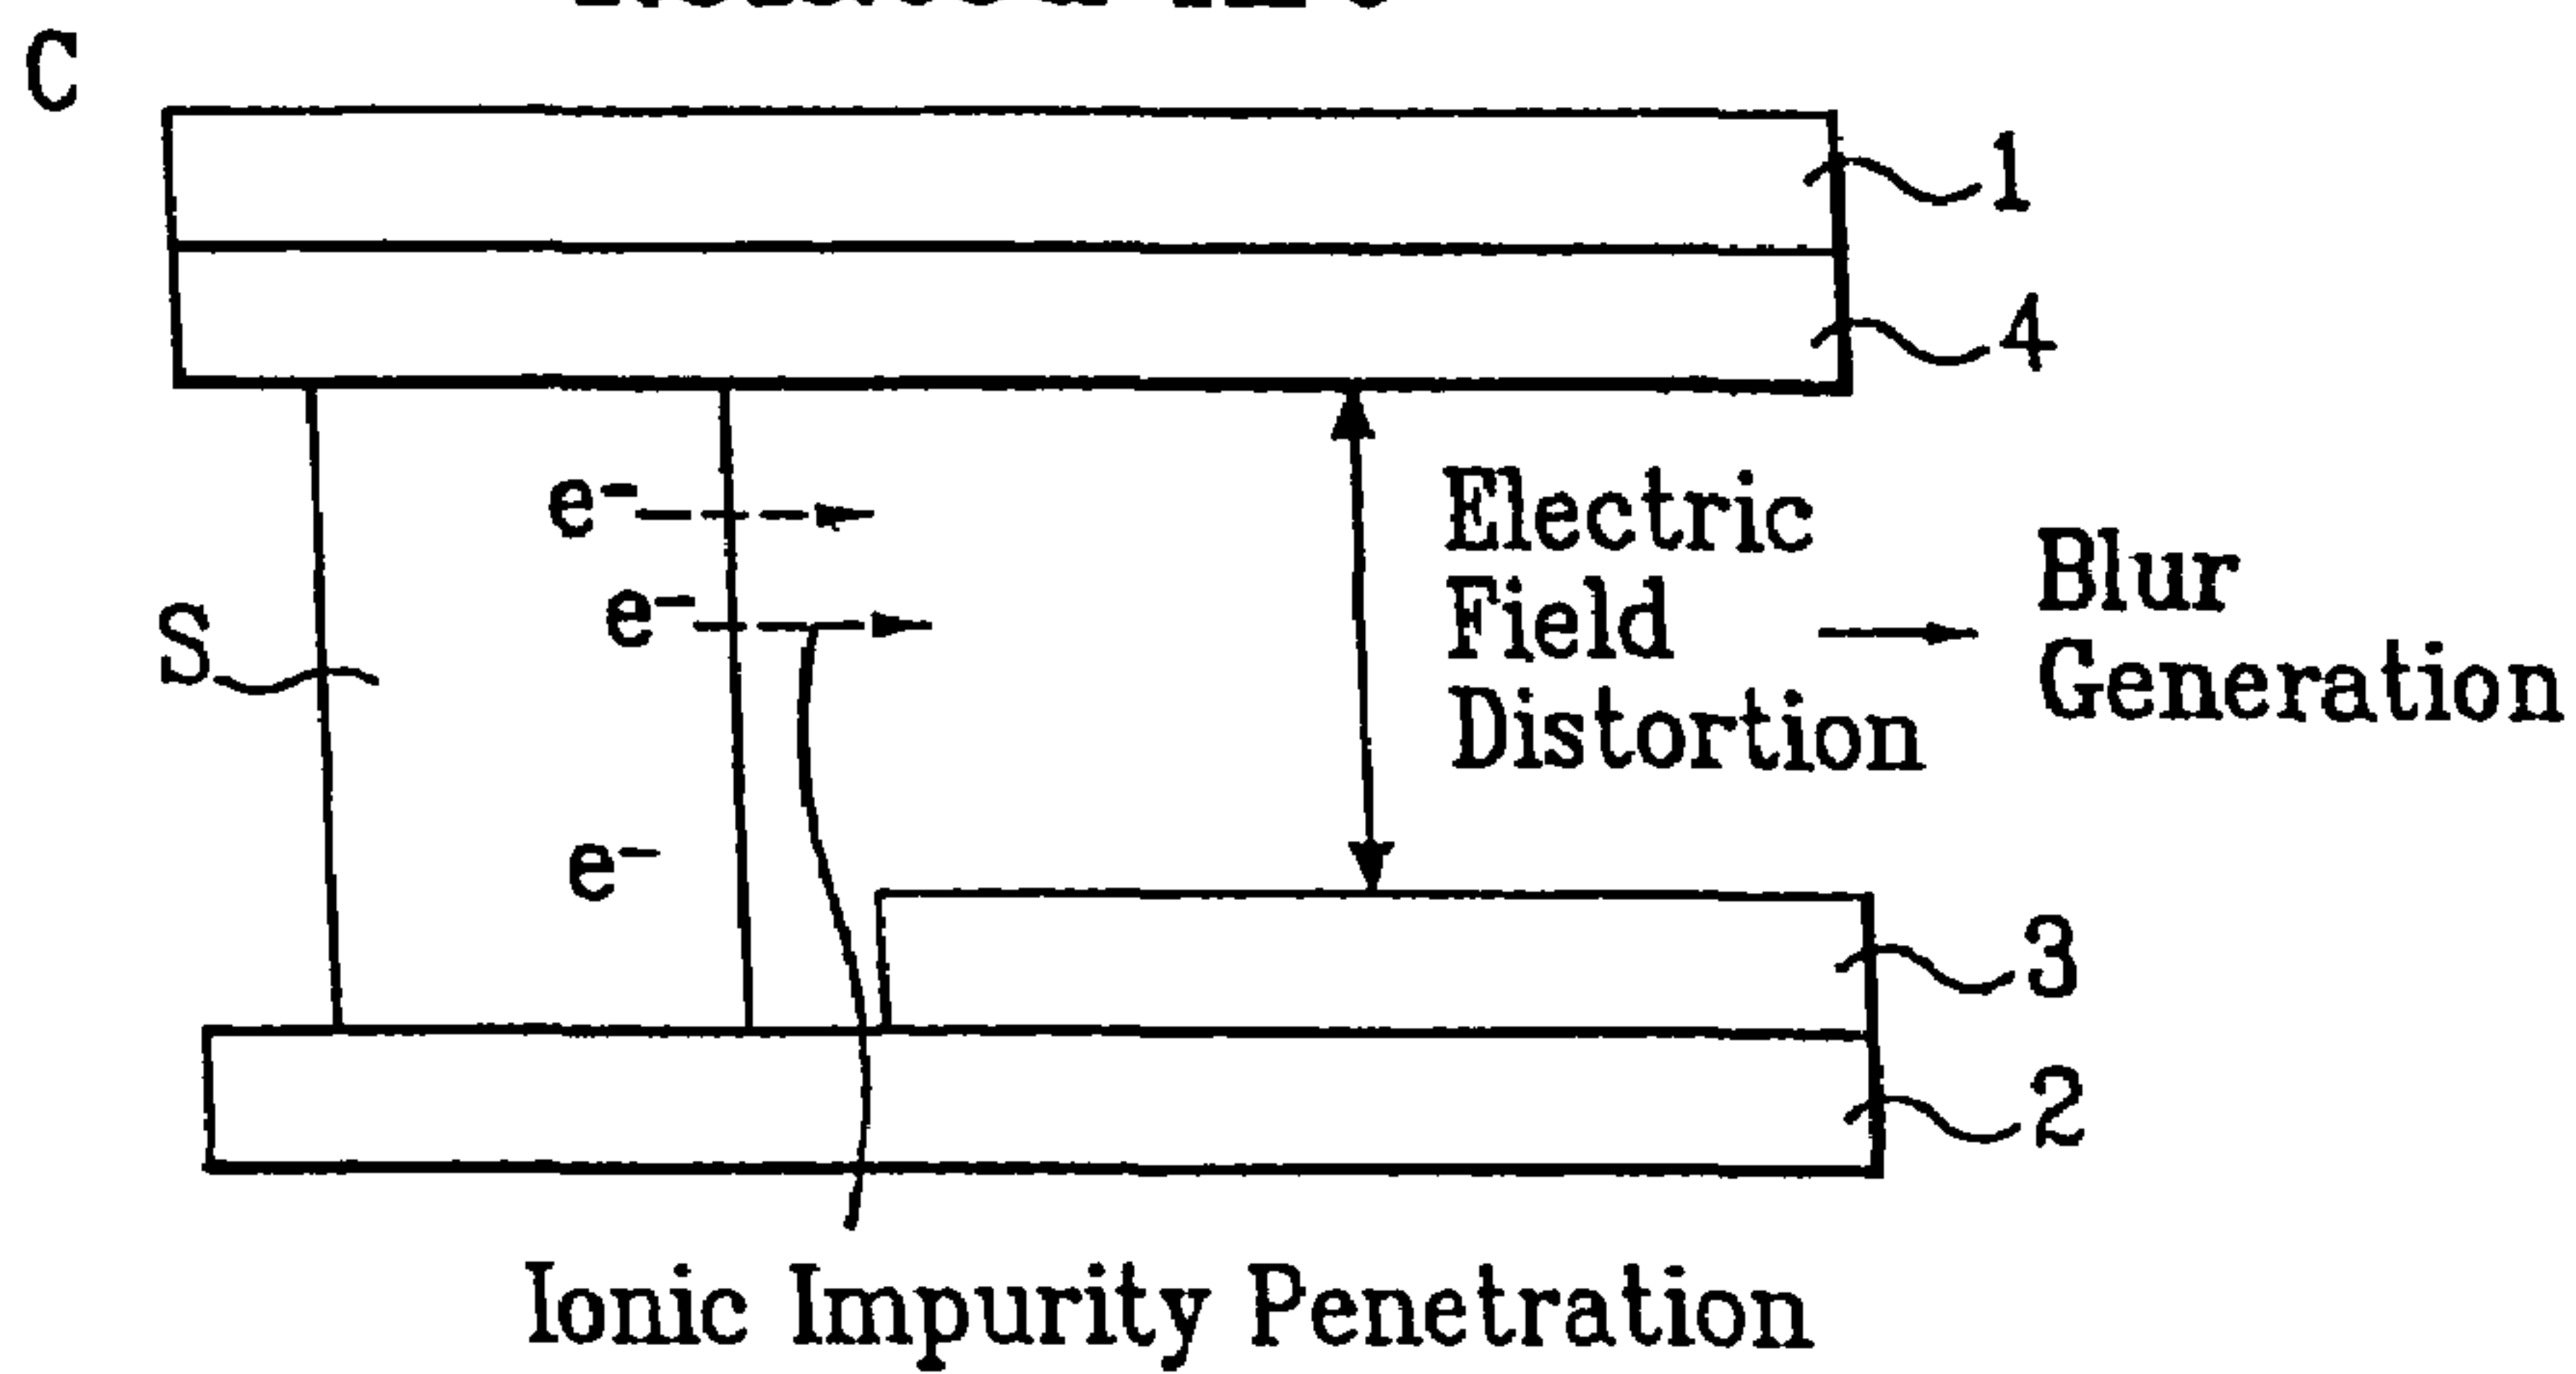 C
1
4
e-
Electric
Field
Distortion
Blur
Generation
e-
S
e-
3
2
Ionic Impurity Penetration